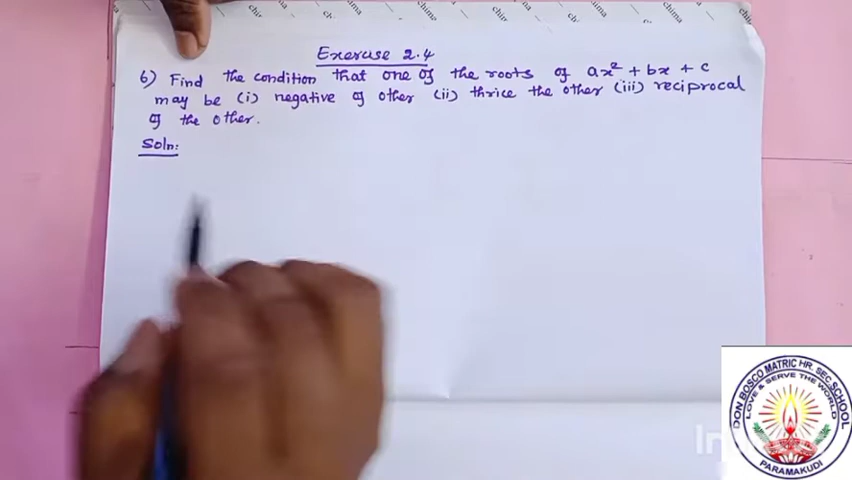 Exercise 2.4
6) Find the condition that one of the roots of ax² + bx + c
may be (i) negative of other (ii) thrice the other (iii) reciprocal
of the other.
Soln:
DON BOSCO MATRIC HR. SEC. SCHOOL
LOVE & SERVE THE WORLD
PARAMAKUDI